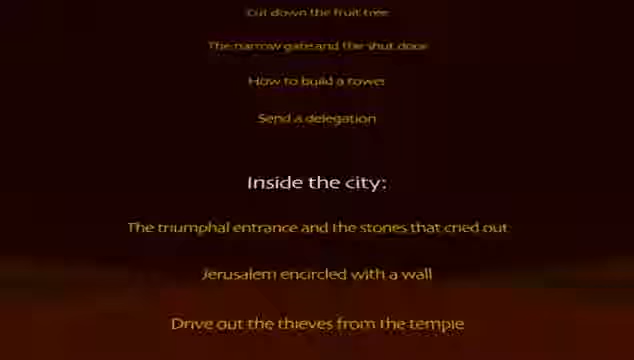 Cut down the fruit tree
The narrow gate and the shut door
How to build a tower
Send a delegation
Inside the city:
The triumphal entrance and the stones that cried out
Jerusalem encircled with a wall
Drive out the thieves from the temple